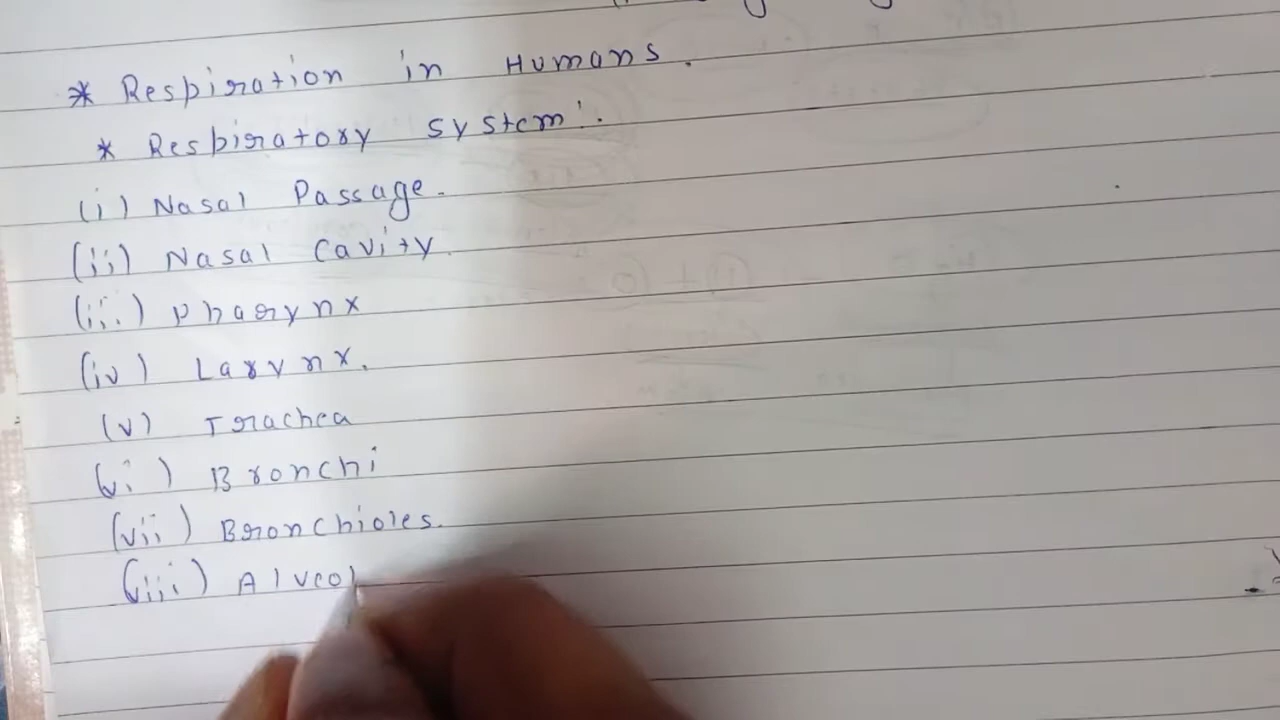 * Respiration in Humans.
* Respiratory system:
(i) Nasal Passage.
(ii) Nasal Cavity.
(iii) Pharynx
(iv) Larynx.
(v) Trachea
(vi) Bronchi
(vii) Bronchioles.
(viii) Alveol